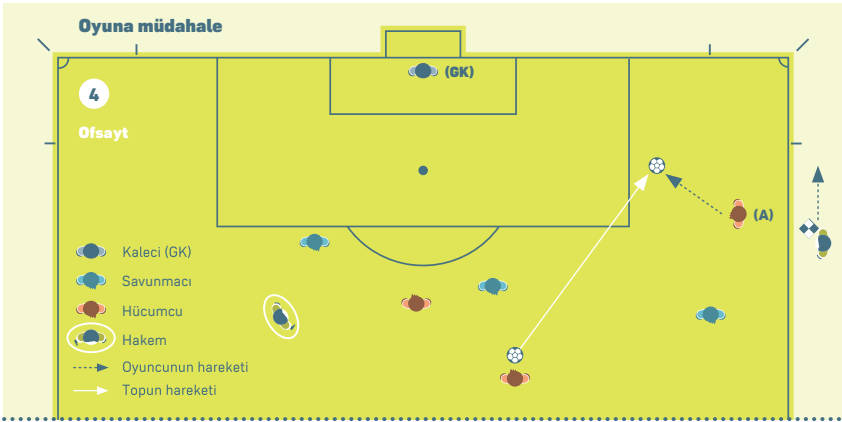 Oyuna müdahale
(GK)
4
Ofsayt
(A)
Kaleci (GK)
Savunmacı
Hücumcu
Hakem
Oyuncunun hareketi
Topun hareketi